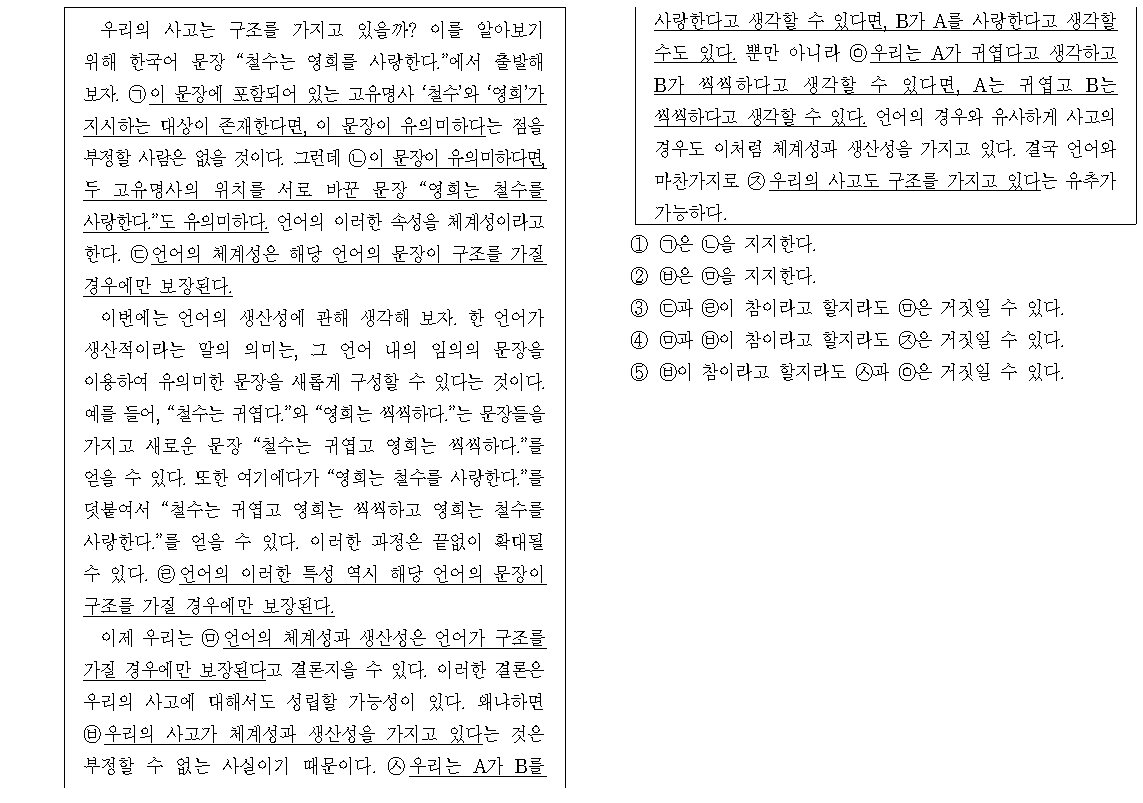 우리의 사고는 구조를 가지고 있을까? 이를 알아보기
위해 한국어 문장 “철수는 영희를 사랑한다.”에서 출발해
보자. ㉠이 문장에 포함되어 있는 고유명사 ‘철수’와 ‘영희’가
지시하는 대상이 존재한다면, 이 문장이 유의미하다는 점을
부정할 사람은 없을 것이다. 그런데 ㉡이 문장이 유의미하다면,
두 고유명사의 위치를 서로 바꾼 문장 “영희는 철수를
사랑한다.”도 유의미하다. 언어의 이러한 속성을 체계성이라고
한다. ㉢언어의 체계성은 해당 언어의 문장이 구조를 가질
경우에만 보장된다.
이번에는 언어의 생산성에 관해 생각해 보자. 한 언어가
생산적이라는 말의 의미는, 그 언어 내의 임의의 문장을
이용하여 유의미한 문장을 새롭게 구성할 수 있다는 것이다.
예를 들어, “철수는 귀엽다.”와 “영희는 씩씩하다.”는 문장들을
가지고 새로운 문장 “철수는 귀엽고 영희는 씩씩하다.”를
얻을 수 있다. 또한 여기에다가 “영희는 철수를 사랑한다.”를
덧붙여서 “철수는 귀엽고 영희는 씩씩하고 영희는 철수를
사랑한다.”를 얻을 수 있다. 이러한 과정은 끝없이 확대될
수 있다. ㉣언어의 이러한 특성 역시 해당 언어의 문장이
구조를 가질 경우에만 보장된다.
이제 우리는 ㉤언어의 체계성과 생산성은 언어가 구조를
가질 경우에만 보장된다고 결론지을 수 있다. 이러한 결론은
우리의 사고에 대해서도 성립할 가능성이 있다. 왜냐하면
㉥우리의 사고가 체계성과 생산성을 가지고 있다는 것은
부정할 수 없는 사실이기 때문이다. ㉦우리는 A가 B를
사랑한다고 생각할 수 있다면, B가 A를 사랑한다고 생각할
수도 있다. 뿐만 아니라 ㉧우리는 A가 귀엽다고 생각하고
B가 씩씩하다고 생각할 수 있다면, A는 귀엽고 B는
씩씩하다고 생각할 수 있다. 언어의 경우와 유사하게 사고의
경우도 이처럼 체계성과 생산성을 가지고 있다. 결국 언어와
마찬가지로 ㉨우리의 사고도 구조를 가지고 있다는 유추가
가능하다.
① ㉠은 ㉡을 지지한다.
② ㉥은 ㉤을 지지한다.
③ ㉢과 ㉣이 참이라고 할지라도 ㉤은 거짓일 수 있다.
④ ㉤과 ㉥이 참이라고 할지라도 ㉨은 거짓일 수 있다.
⑤ ㉥이 참이라고 할지라도 ㉦과 ㉧은 거짓일 수 있다.